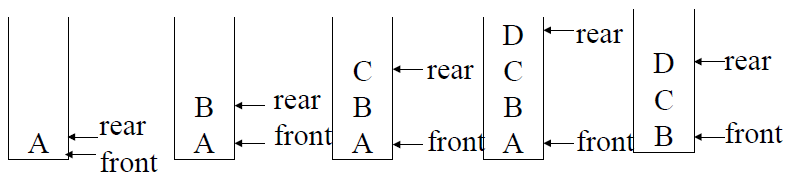 A rear
front
B rear
A front
C rear
B
A front
D rear
C
B
A front
D rear
C
B front